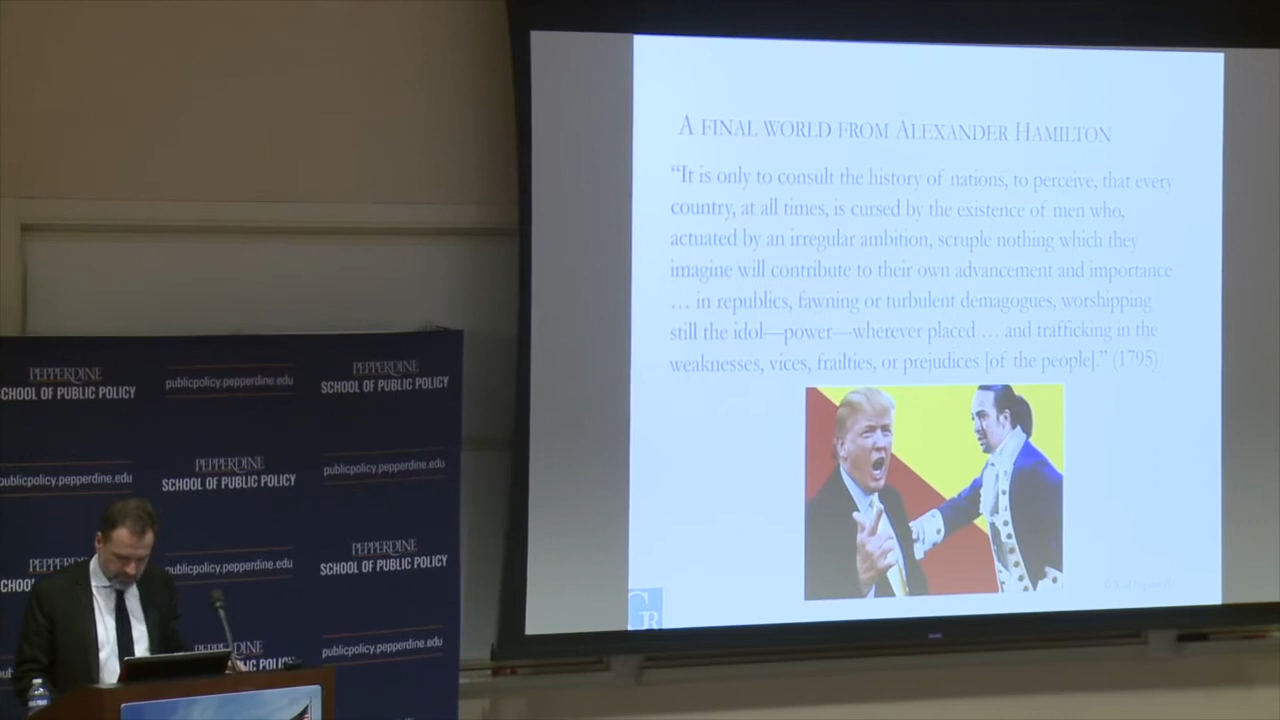 A FINAL WORLD FROM ALEXANDER HAMILTON
“It is only to consult the history of nations, to perceive, that every
country, at all times, is cursed by the existence of men who,
actuated by an irregular ambition, scruple nothing which they
imagine will contribute to their own advancement and importance
… in republics, fawning or turbulent demagogues, worshipping
still the idol—power—wherever placed … and trafficking in the
weaknesses, vices, frailties, or prejudices [of the people].” (1795)
GR
PEPPERDINE
SCHOOL OF PUBLIC POLICY
publicpolicy.pepperdine.edu
PEPPERDINE
SCHOOL OF PUBLIC POLICY
publicpolicy.pepperdine.edu
PEPPERDINE
SCHOOL OF PUBLIC POLICY
publicpolicy.pepperdine.edu
PEPPERDINE
SCHOO
publicpolicy.pepperdine.edu
PEPPERDINE
SCHOOL OF PUBLIC POLICY
PEPPERDINE
publicpolicy.pepperdine.edu